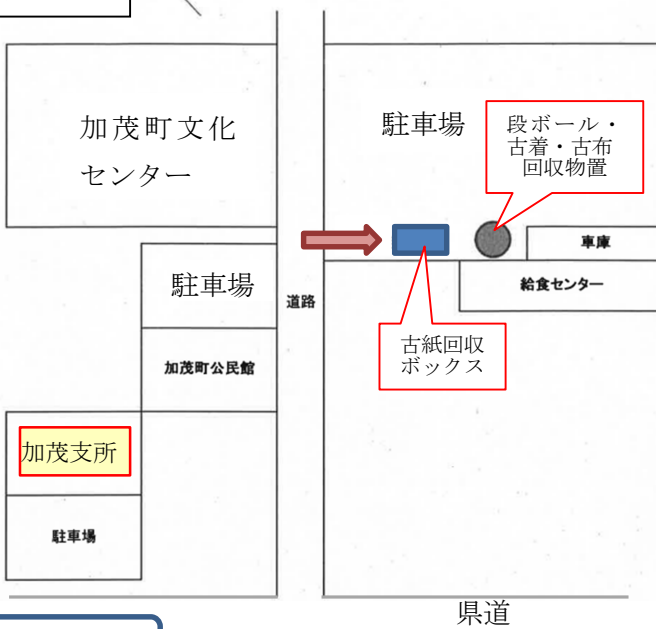 加茂町文化
センター
駐車場
段ボール・
古着・古布
回収物置
車庫
給食センター
駐車場
道路
古紙回収
ボックス
加茂町公民館
加茂支所
駐車場
県道